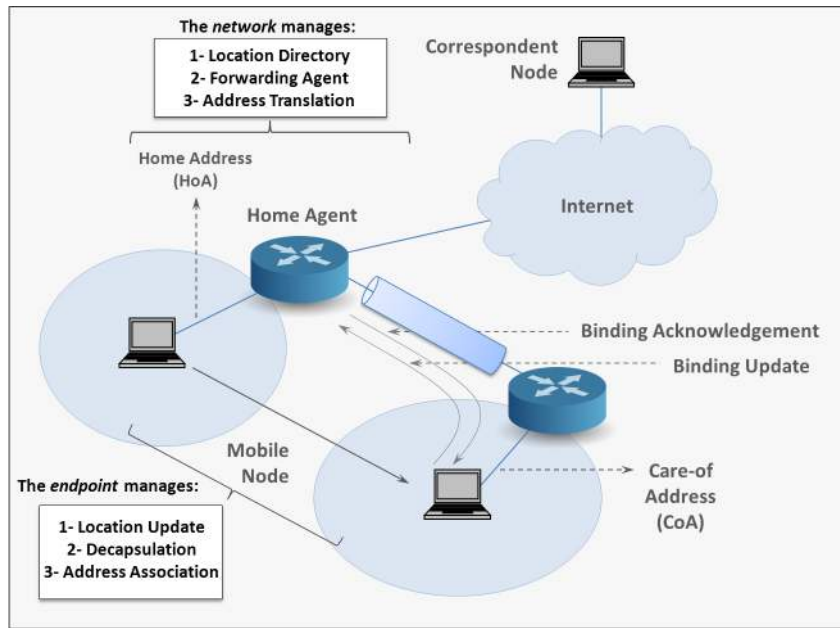 The network manages:
1- Location Directory
2- Forwarding Agent
3- Address Translation
Correspondent
Node
Home Address
(HoA)
Home Agent
Internet
Binding Acknowledgement
Binding Update
Mobile
Node
Care-of
Address
(CoA)
The endpoint manages:
1- Location Update
2- Decapsulation
3- Address Association